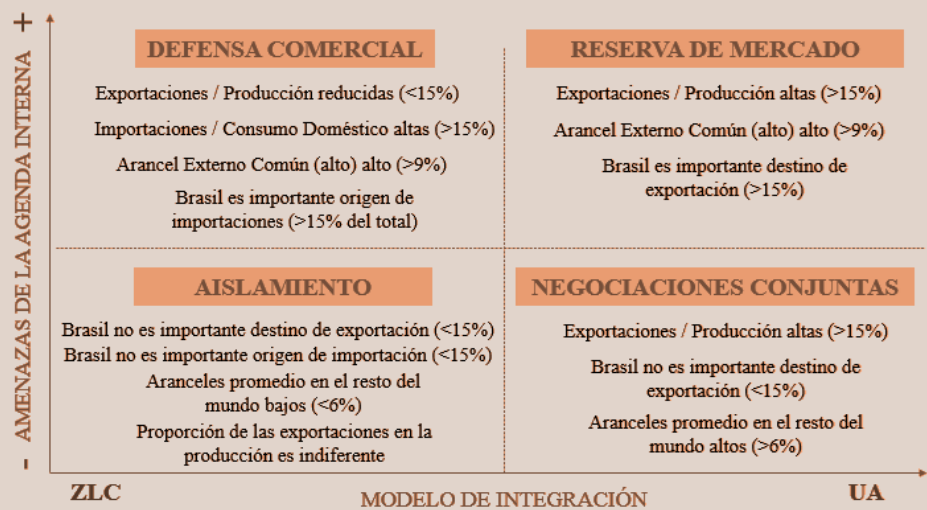 +
AMENAZAS DE LA AGENDA INTERNA
-
DEFENSA COMERCIAL
Exportaciones / Producción reducidas (<15%)
Importaciones / Consumo Doméstico altas (>15%)
Arancel Externo Común (alto) alto (>9%)
Brasil es importante origen de
importaciones (>15% del total)
RESERVA DE MERCADO
Exportaciones / Producción altas (>15%)
Arancel Externo Común (alto) alto (>9%)
Brasil es importante destino de
exportación (>15%)
AISLAMIENTO
Brasil no es importante destino de exportación (<15%)
Brasil no es importante origen de importación (<15%)
Aranceles promedio en el resto del
mundo bajos (<6%)
Proporción de las exportaciones en la
producción es indiferente
NEGOCIACIONES CONJUNTAS
Exportaciones / Producción altas (>15%)
Brasil no es importante destino de
exportación (<15%)
Aranceles promedio en el resto del
mundo altos (>6%)
ZLC
MODELO DE INTEGRACIÓN
UA